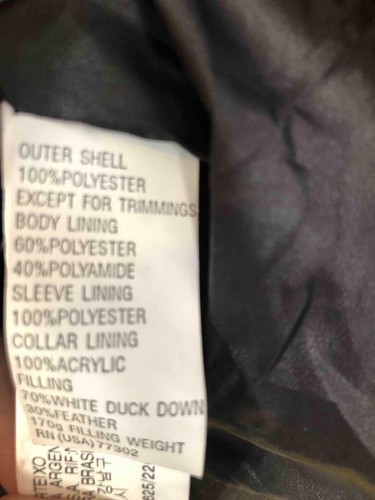 OUTER SHELL
100%POLYESTER
EXCEPT FOR TRIMMINGS
BODY LINING
60%POLYESTER
40%POLYAMIDE
SLEEVE LINING
100%POLYESTER
COLLAR LINING
100%ACRYLIC
FILLING
70%WHITE DUCK DOWN
30%FEATHER
170g FILLING WEIGHT
RN (USA) 77302